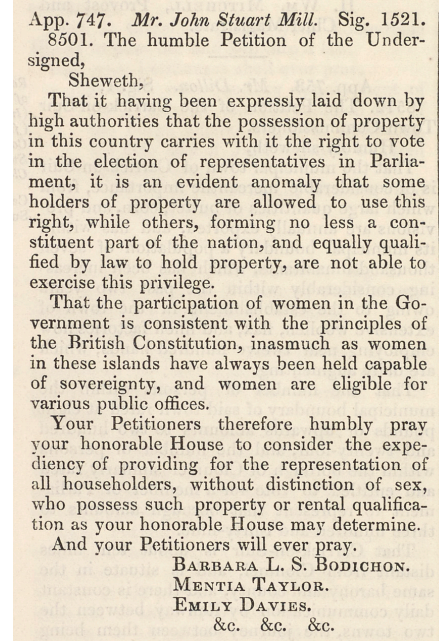 App. 747. Mr. John Stuart Mill. Sig. 1521.
8501. The humble Petition of the Under-
signed,
Sheweth,
That it having been expressly laid down by
high authorities that the possession of property
in this country carries with it the right to vote
in the election of representatives in Parlia-
ment, it is an evident anomaly that some
holders of property are allowed to use this
right, while others, forming no less a con-
stituent part of the nation, and equally quali-
fied by law to hold property, are not able to
exercise this privilege.
That the participation of women in the Go-
vernment is consistent with the principles of
the British Constitution, inasmuch as women
in these islands have always been held capable
of sovereignty, and women are eligible for
various public offices.
Your Petitioners therefore humbly pray
your honorable House to consider the expe-
diency of providing for the representation of
all householders, without distinction of sex,
who possess such property or rental qualifica-
tion as your honorable House may determine.
And your Petitioners will ever pray.
BARBARA L. S. BODICHON.
MENTIA TAYLOR.
EMILY DAVIES.
&c. &c. &c.